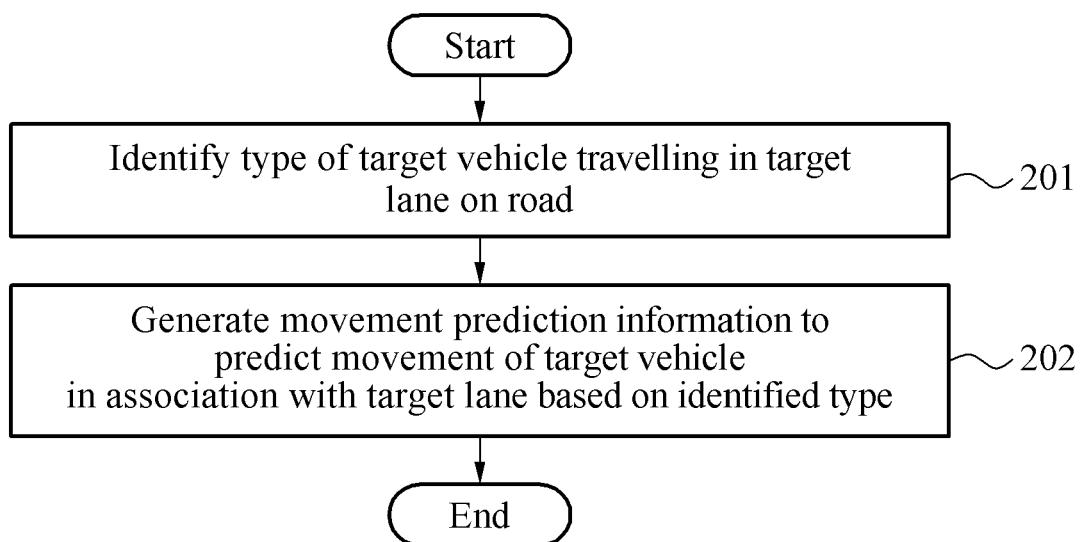 Start
Identify type of target vehicle travelling in target
lane on road
201
Generate movement prediction information to
predict movement of target vehicle
in association with target lane based on identified type
202
End